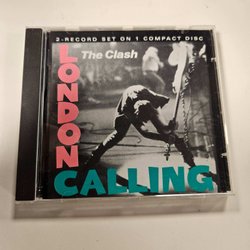 2-RECORD SET ON 1 COMPACT DISC
The Clash
LONDON
CALLING